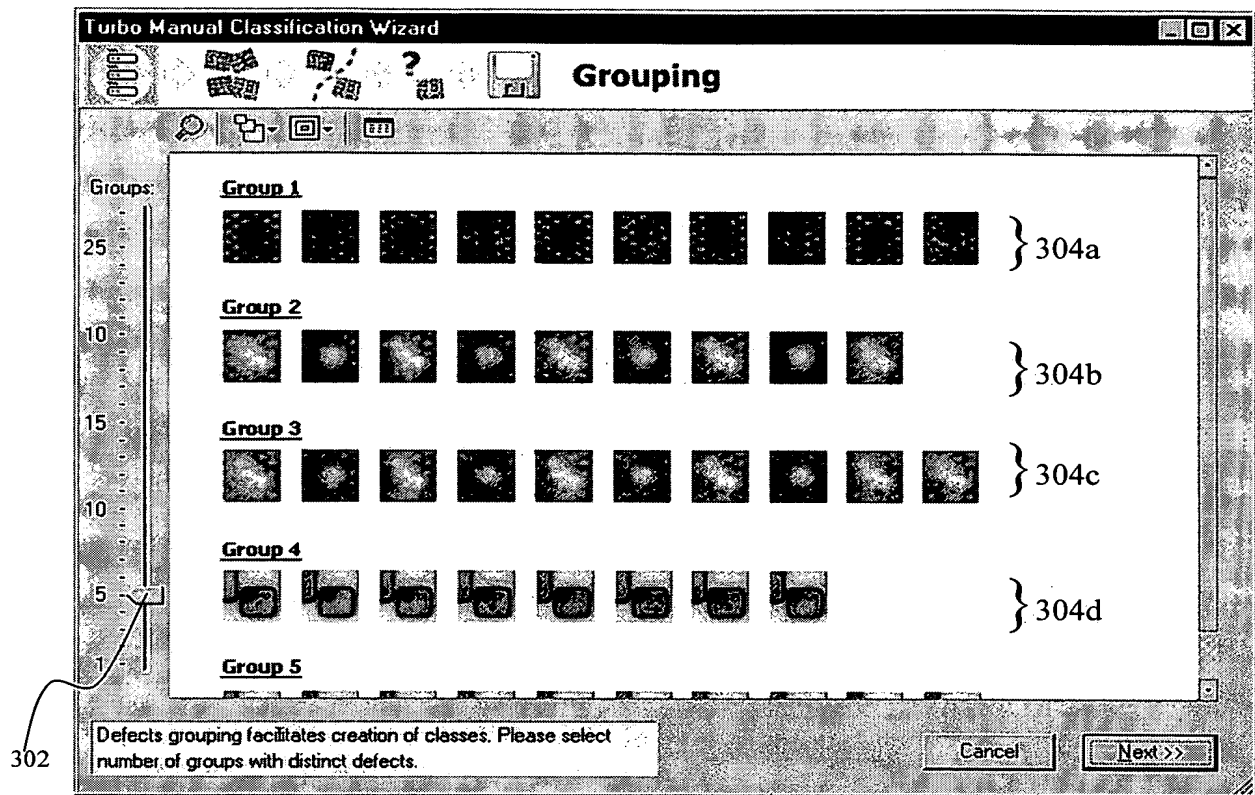 Turbo Manual Classification Wizard
?
Grouping
Groups:
25
10
15
10
5
1
Group 1
304a
Group 2
304b
Group 3
304c
Group 4
304d
Group 5
302
Defects grouping facilitates creation of classes. Please select
number of groups with distinct defects.
Cancel
Next >>